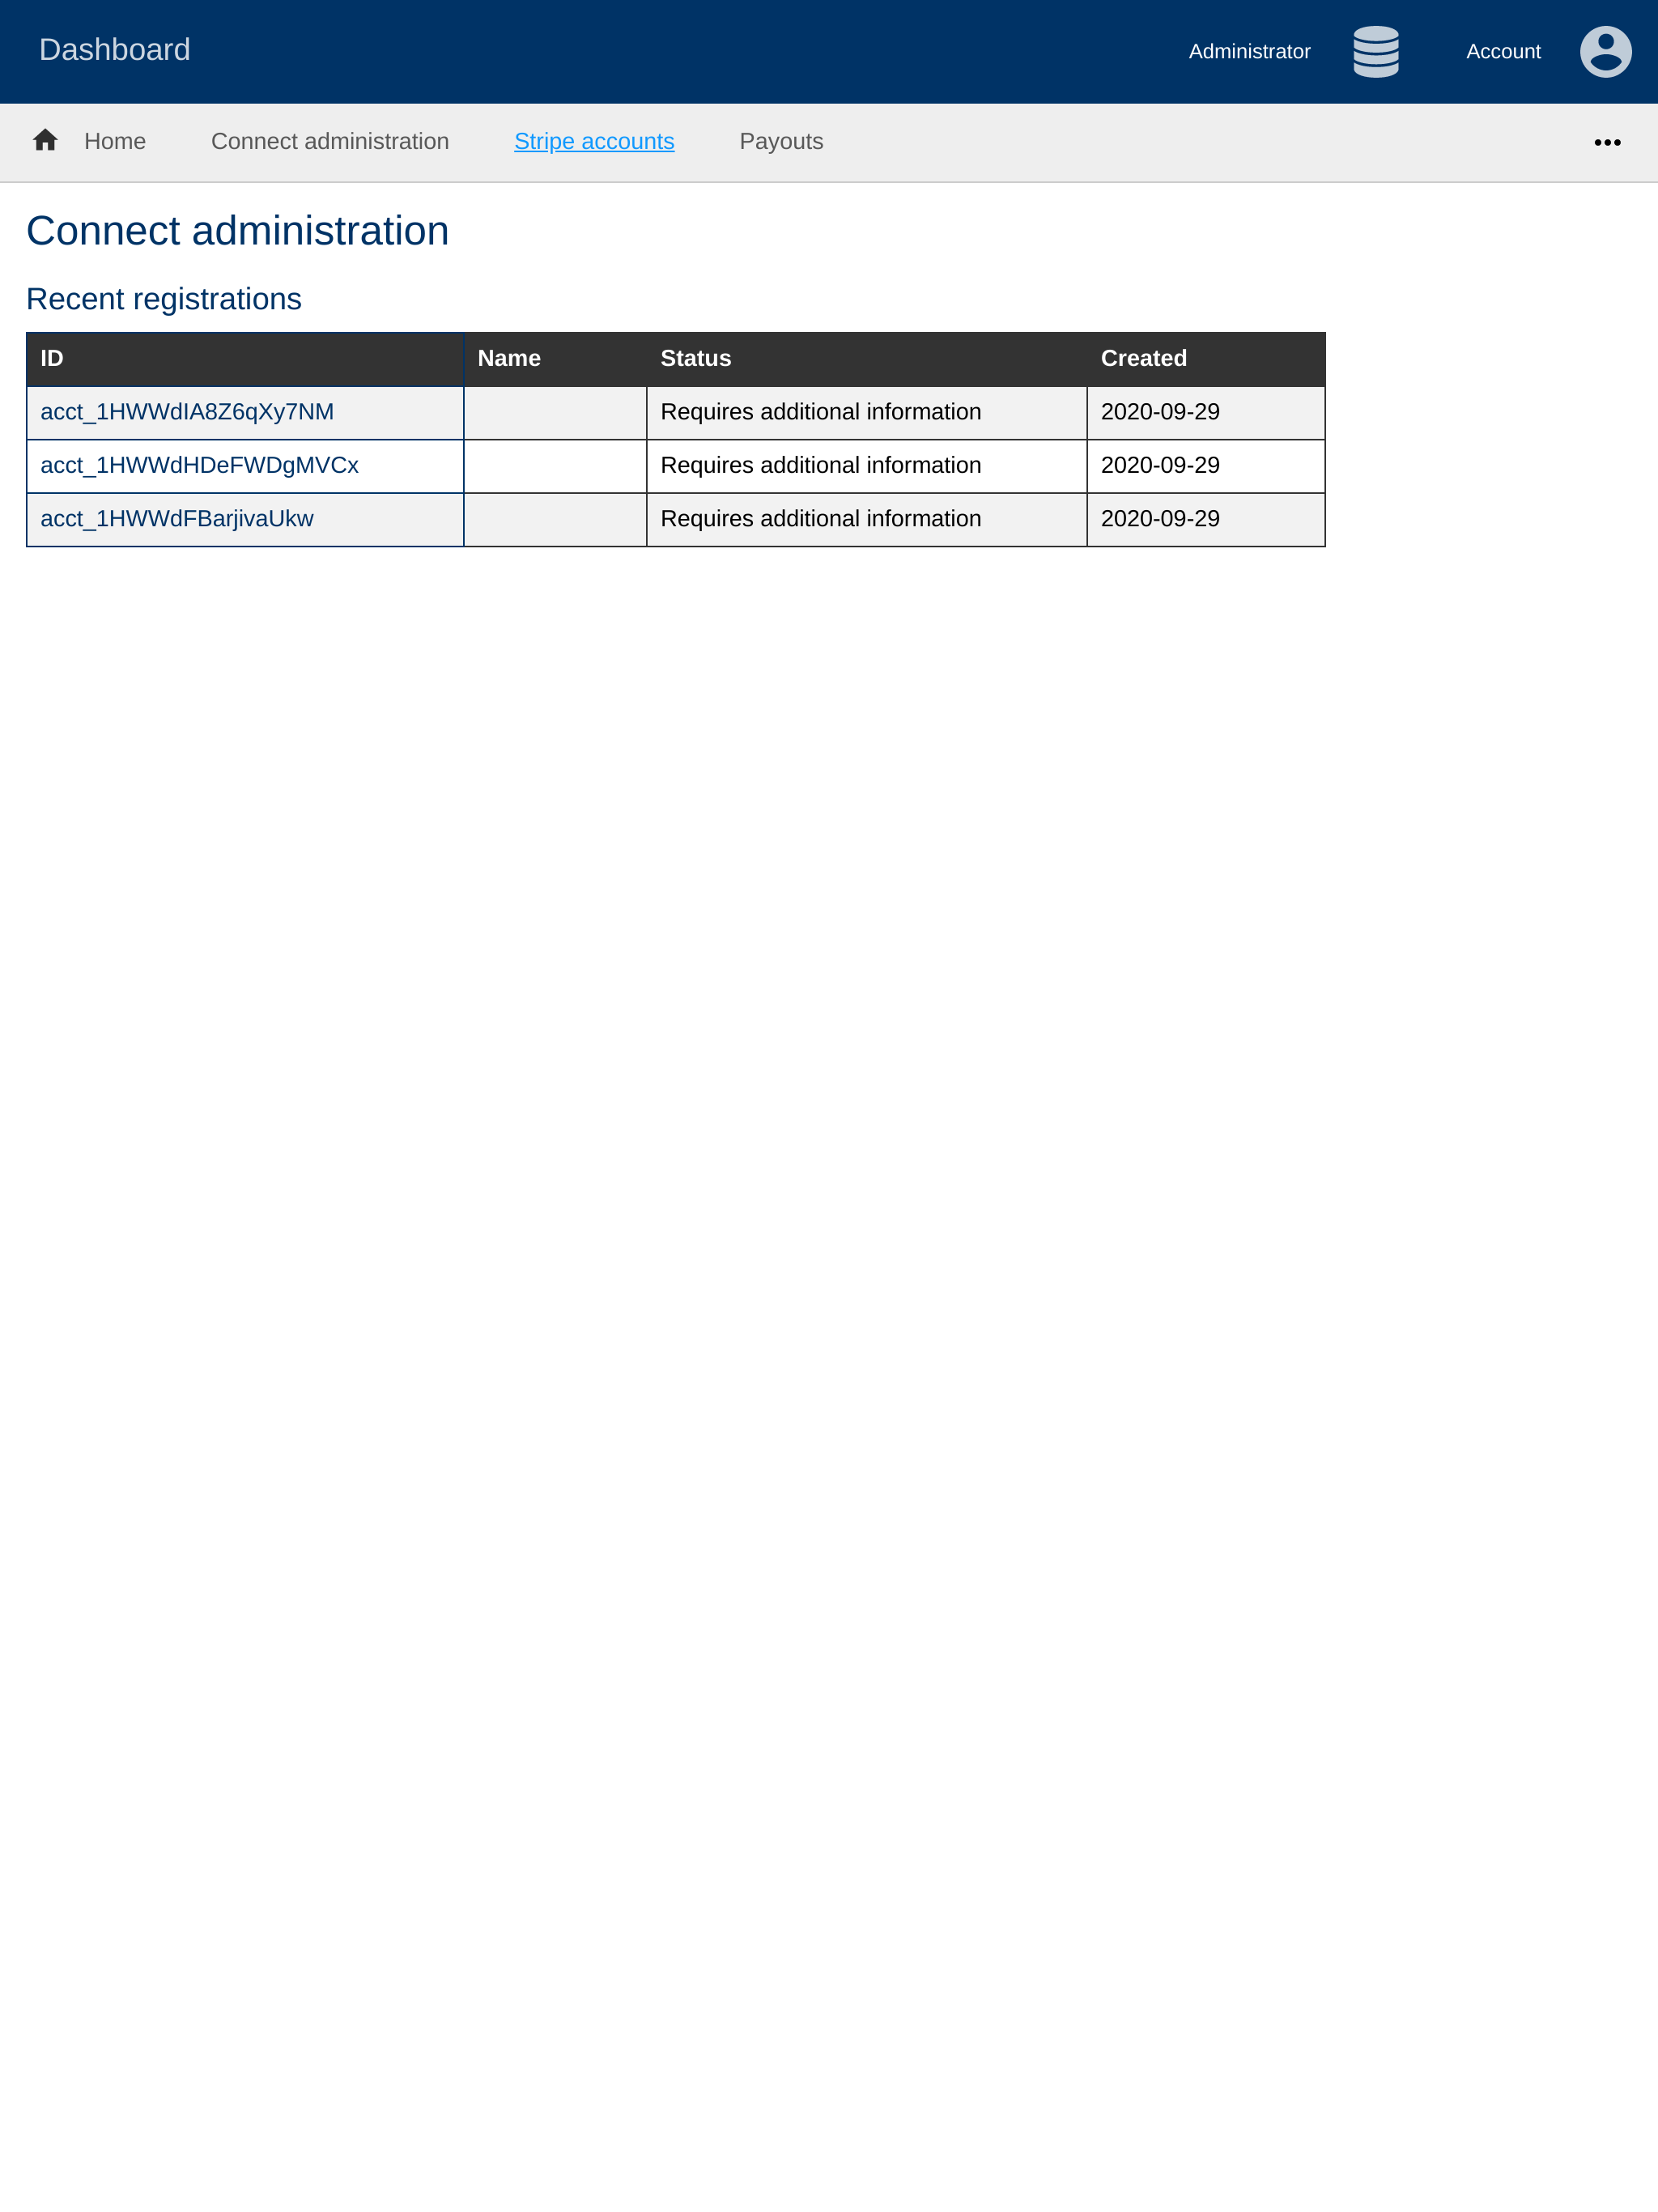 Dashboard Administrator Account
Home Connect administration Stripe accounts Payouts
Connect administration
Recent registrations
ID Name Status Created
acct_1HWWdIA8Z6qXy7NM Requires additional information 2020-09-29
acct_1HWWdHDeFWDgMVCx Requires additional information 2020-09-29
acct_1HWWdFBarjivaUkw Requires additional information 2020-09-29